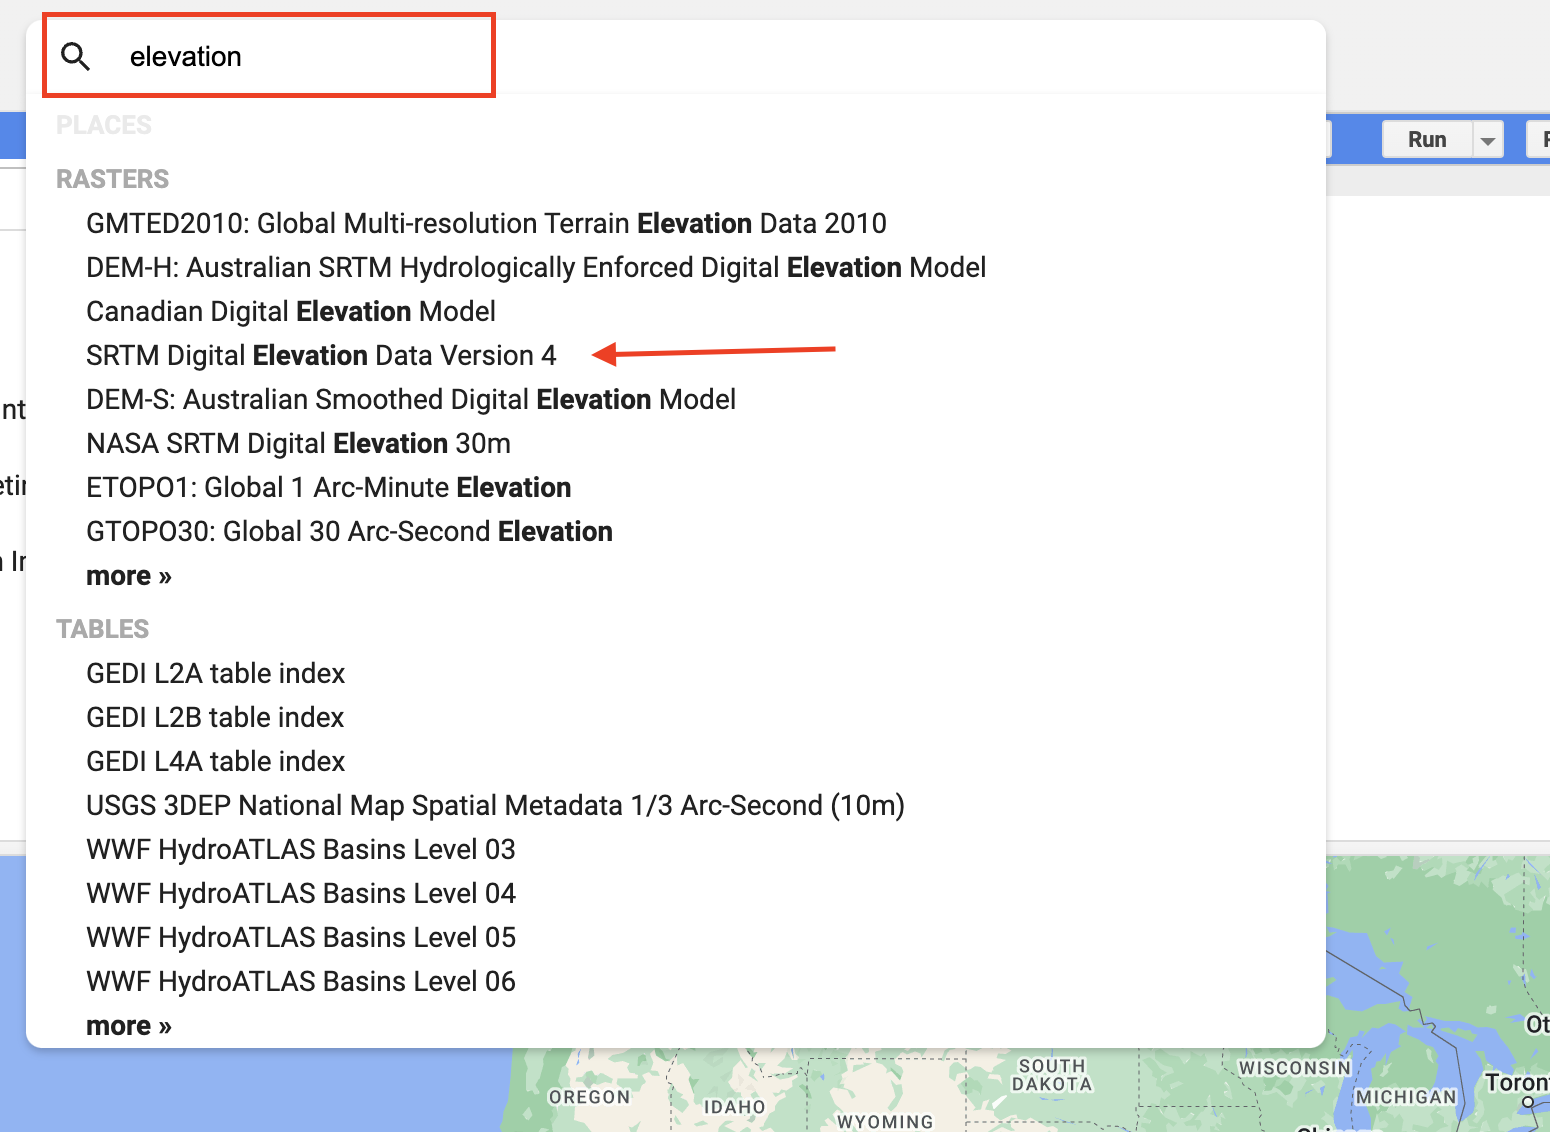 elevation
PLACES
Run
RASTERS
GMTED2010: Global Multi-resolution Terrain Elevation Data 2010
DEM-H: Australian SRTM Hydrologically Enforced Digital Elevation Model
Canadian Digital Elevation Model
SRTM Digital Elevation Data Version 4
DEM-S: Australian Smoothed Digital Elevation Model
NASA SRTM Digital Elevation 30m
ETOPO1: Global 1 Arc-Minute Elevation
GTOPO30: Global 30 Arc-Second Elevation
more »
TABLES
GEDI L2A table index
GEDI L2B table index
GEDI L4A table index
USGS 3DEP National Map Spatial Metadata 1/3 Arc-Second (10m)
WWF HydroATLAS Basins Level 03
WWF HydroATLAS Basins Level 04
WWF HydroATLAS Basins Level 05
WWF HydroATLAS Basins Level 06
more »
OREGON
IDAHO
WYOMING
SOUTH
DAKOTA
WISCONSIN
MICHIGAN